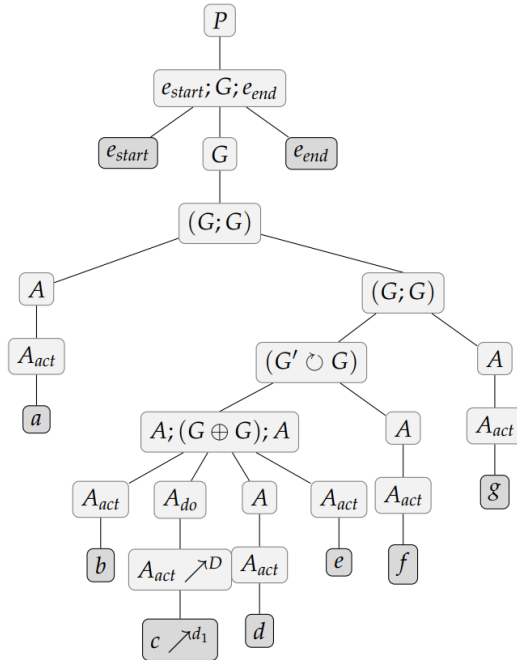 P
e_start; G; e_end
e_start G e_end
(G; G)
A (G; G)
A_act (G′ ↻ G) A
a A; (G ⊕ G); A A A_act
A_act A_do A A_act A_act g
b A_act ↗D A_act e f
c ↗d₁ d